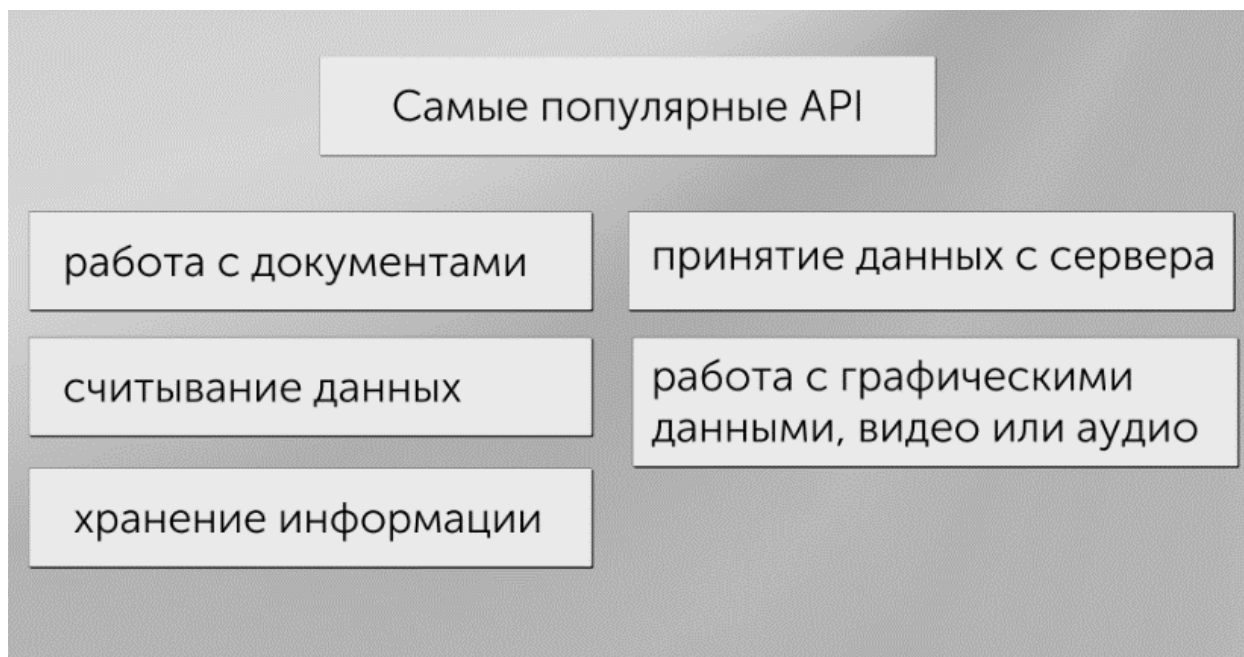 Самые популярные API
работа с документами
считывание данных
хранение информации
принятие данных с сервера
работа с графическими
данными, видео или аудио